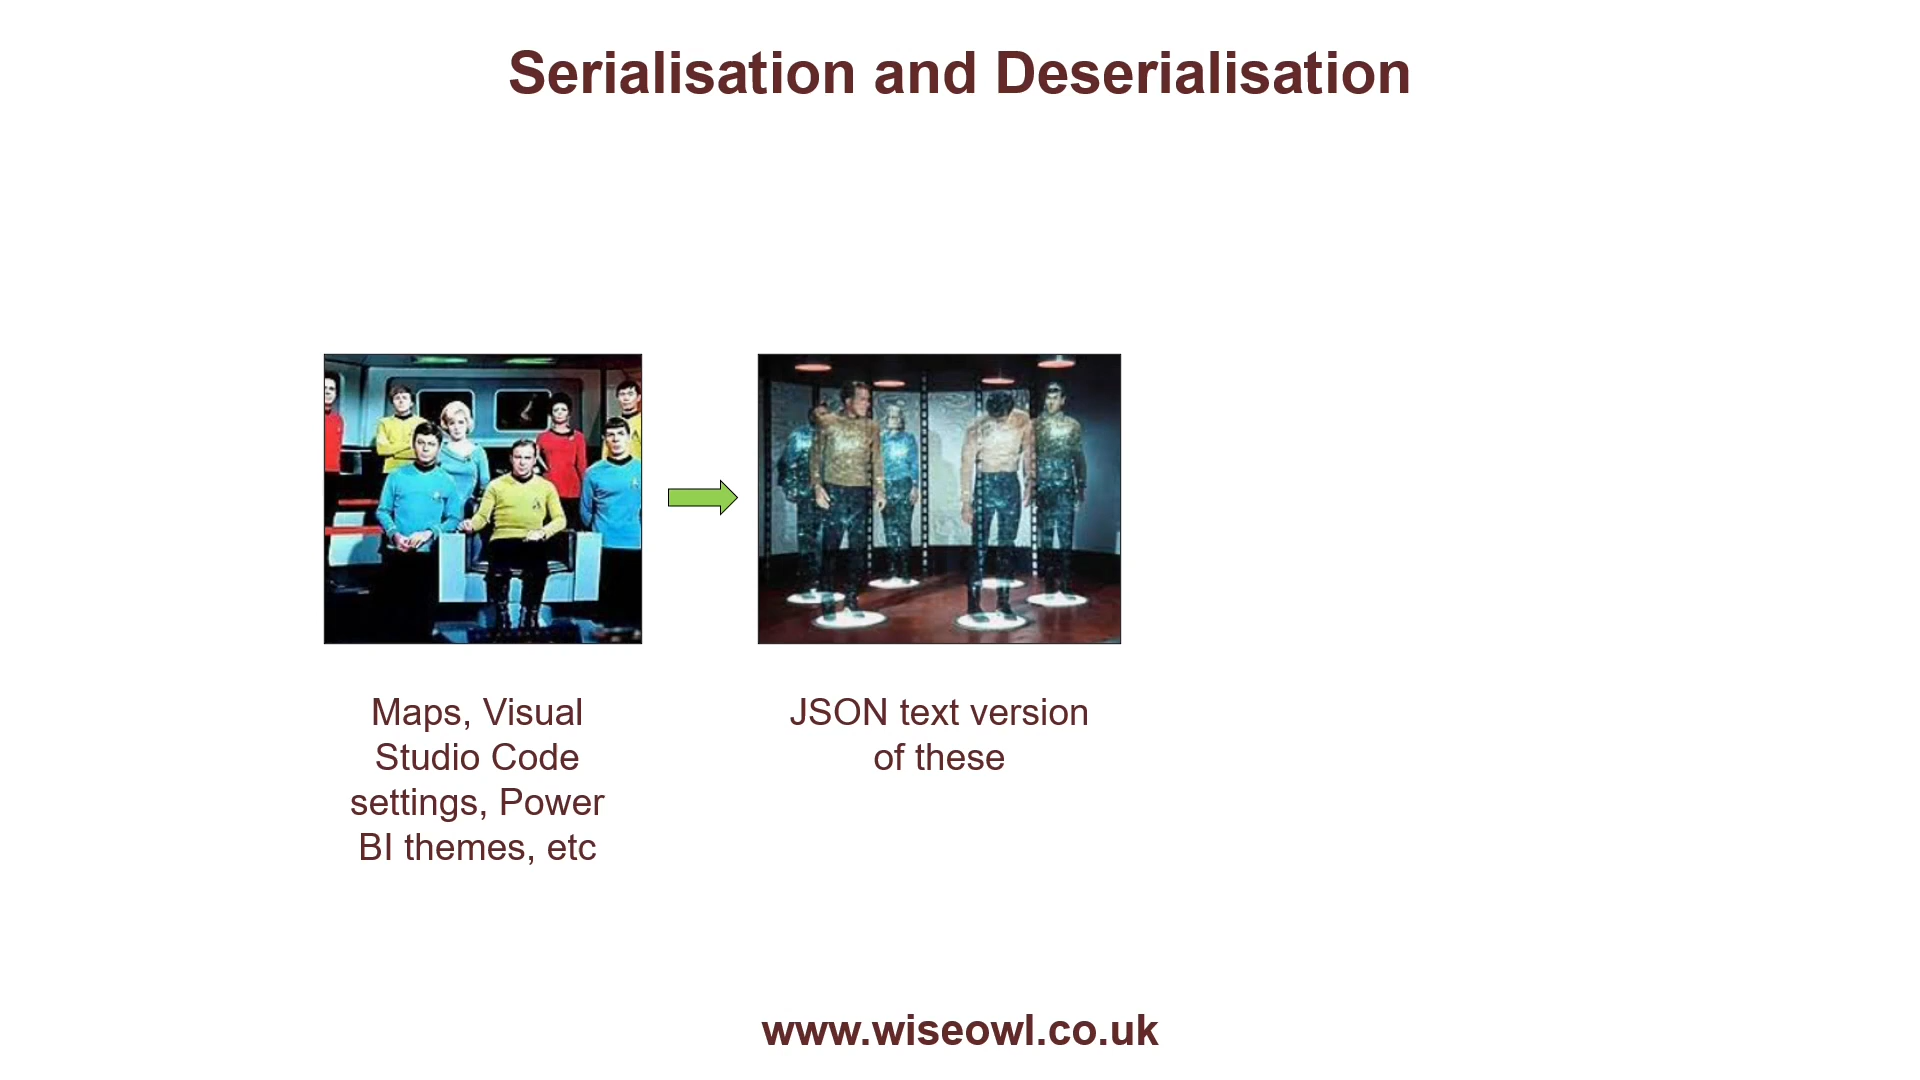 Serialisation and Deserialisation
Maps, Visual
Studio Code
settings, Power
BI themes, etc
JSON text version
of these
www.wiseowl.co.uk